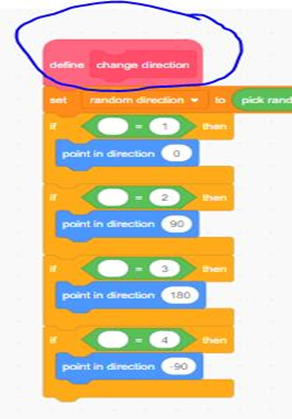 define change direction
set random direction to pick rand
if = 1 then
point in direction 0
if = 2 then
point in direction 90
if = 3 then
point in direction 180
if = 4 then
point in direction -90